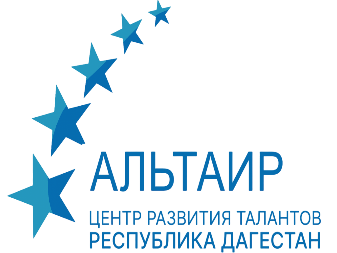 АЛЬТАИР
ЦЕНТР РАЗВИТИЯ ТАЛАНТОВ
РЕСПУБЛИКА ДАГЕСТАН